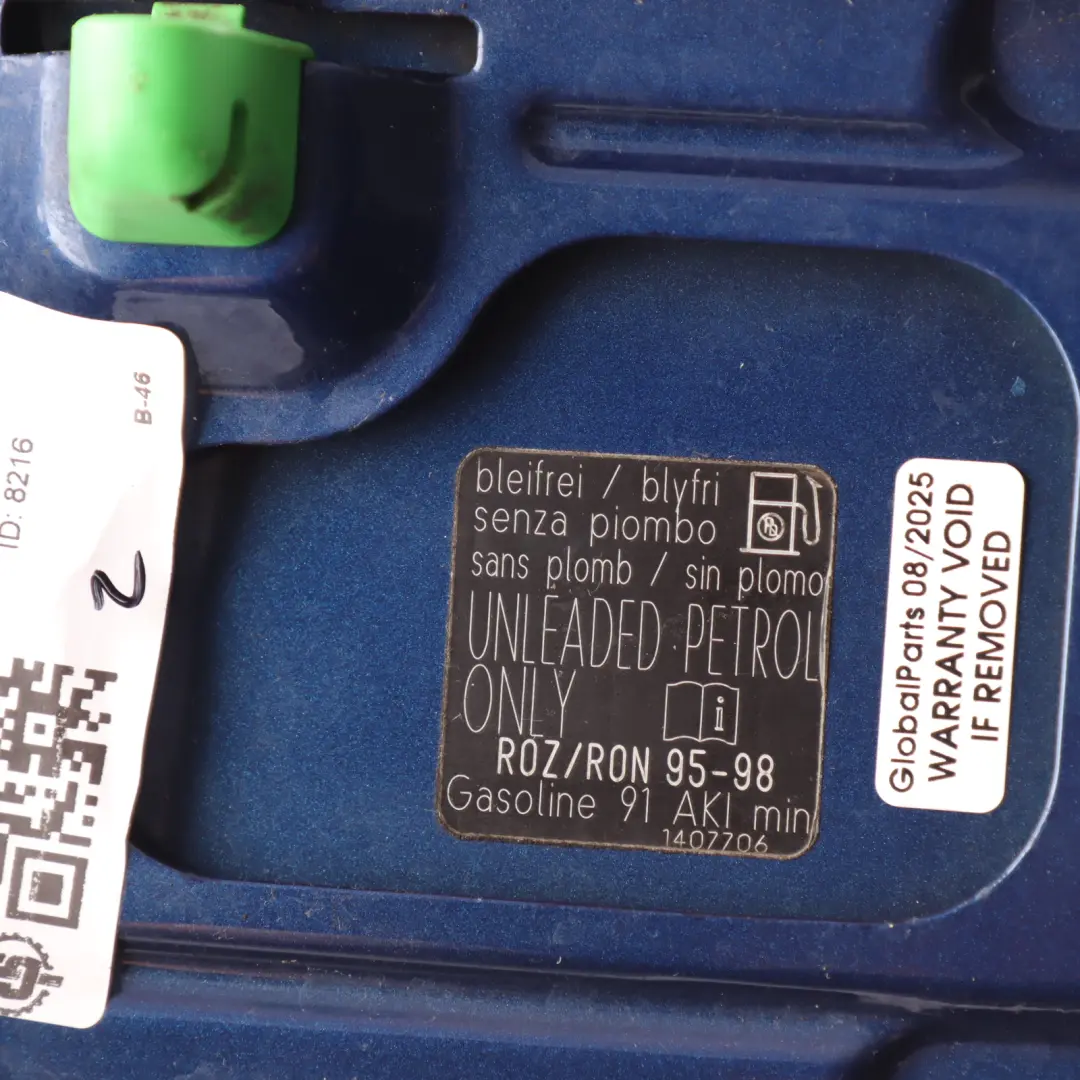 B-46
ID: 8216
2
bleifrei / blyfri
senza piombo
sans plomb / sin plomo
UNLEADED PETROL
ONLY
i
ROZ/RON 95-98
Gasoline 91 AKI min
1407706
GlobalParts 08/2025
WARRANTY VOID
IF REMOVED